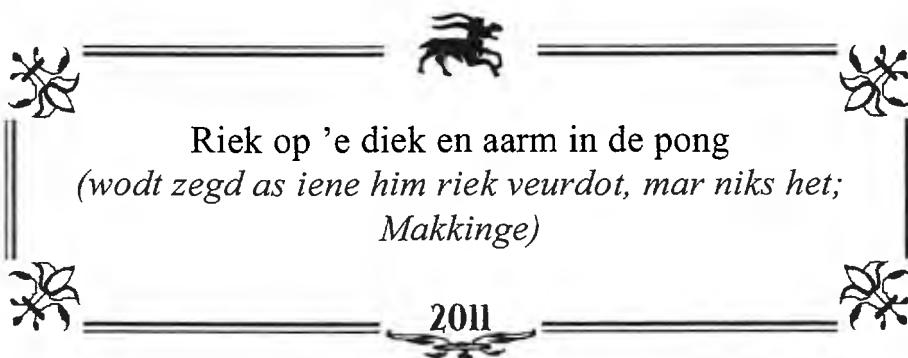 Riek op ’e diek en aarm in de pong
(wodt zegd as iene him riek veurdot, mar niks het;
Makkinge)
2011